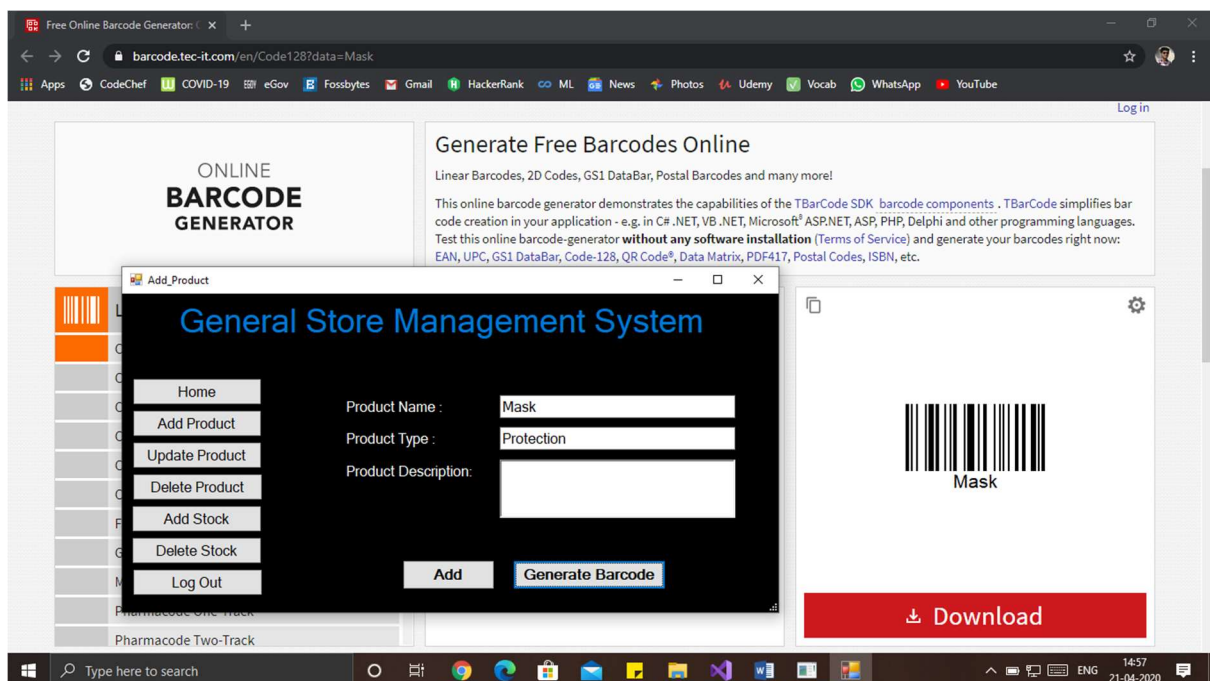 Free Online Barcode Generator:
barcode.tec-it.com/en/Code128?data=Mask
Apps CodeChef COVID-19 eGov Fossbytes Gmail HackerRank ML News Photos Udemy Vocab WhatsApp YouTube
Log in
ONLINE
BARCODE
GENERATOR
Generate Free Barcodes Online
Linear Barcodes, 2D Codes, GS1 DataBar, Postal Barcodes and many more!
This online barcode generator demonstrates the capabilities of the TBarCode SDK barcode components . TBarCode simplifies bar
code creation in your application - e.g. in C# .NET, VB .NET, Microsoft® ASP.NET, ASP, PHP, Delphi and other programming languages.
Test this online barcode-generator without any software installation (Terms of Service) and generate your barcodes right now:
EAN, UPC, GS1 DataBar, Code-128, QR Code®, Data Matrix, PDF417, Postal Codes, ISBN, etc.
Add_Product
General Store Management System
Home
Add Product
Update Product
Delete Product
Add Stock
Delete Stock
Log Out
Product Name : Mask
Product Type : Protection
Product Description:
Add Generate Barcode
Mask
Download
Pharmacode One-Track
Pharmacode Two-Track
Type here to search
ENG
14:57
21-04-2020